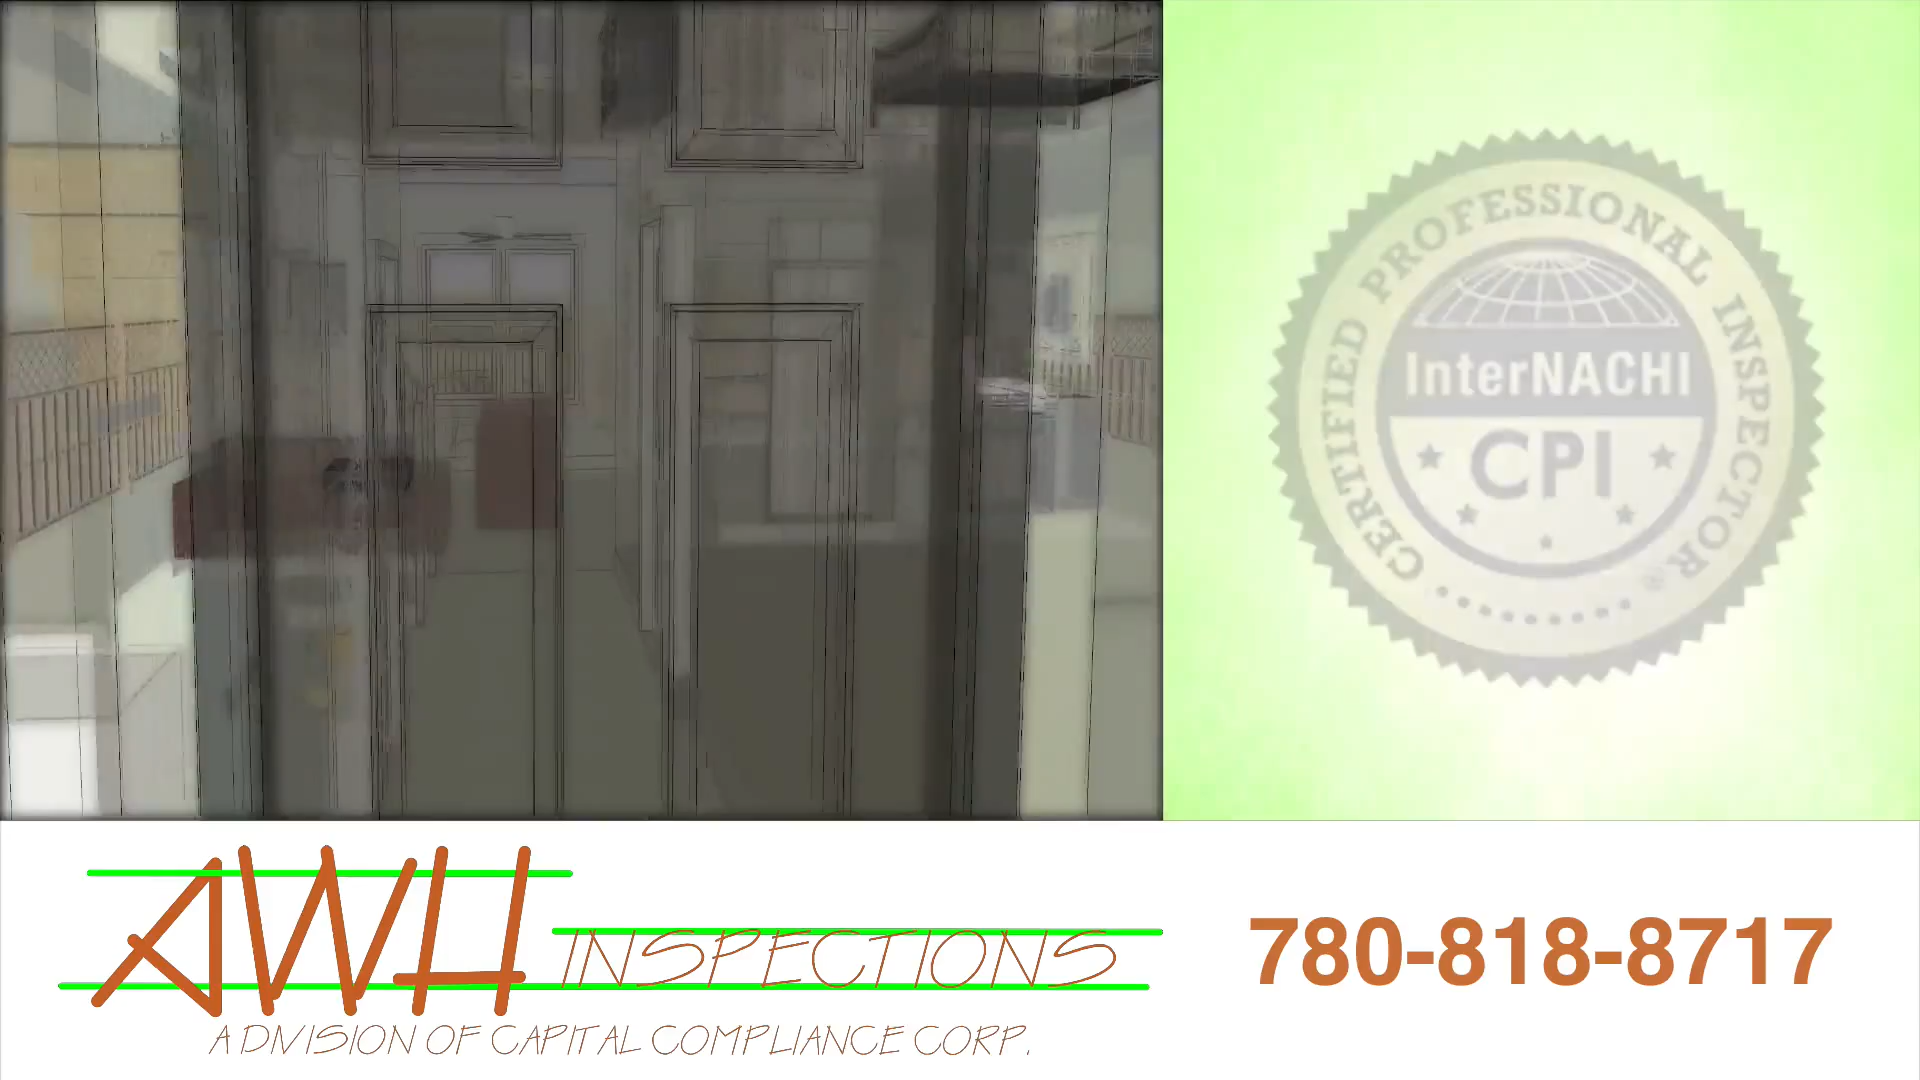 CERTIFIED PROFESSIONAL INSPECTOR ®
InterNACHI
CPI
AWH INSPECTIONS
A DIVISION OF CAPITAL COMPLIANCE CORP.
780-818-8717